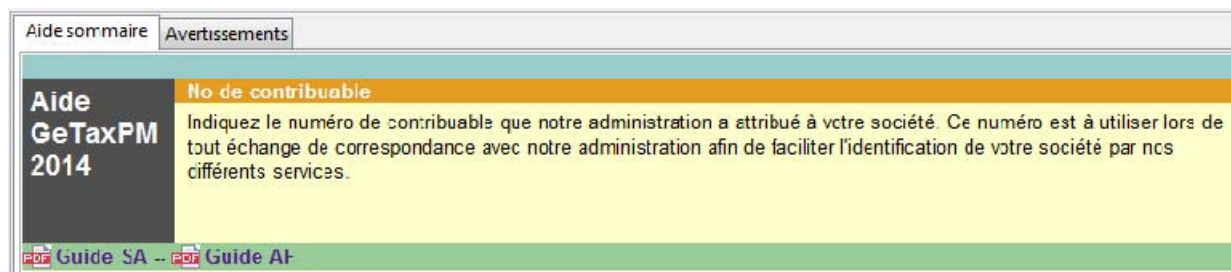 Aide sommaire Avertissements
No de contribuable
Aide
GeTaxPM
2014
Indiquez le numéro de contribuable que notre administration a attribué à votre société. Ce numéro est à utiliser lors de
tout échange de correspondance avec notre administration afin de faciliter l'identification de votre société par nos
différents services.
PDF Guide SA -- PDF Guide